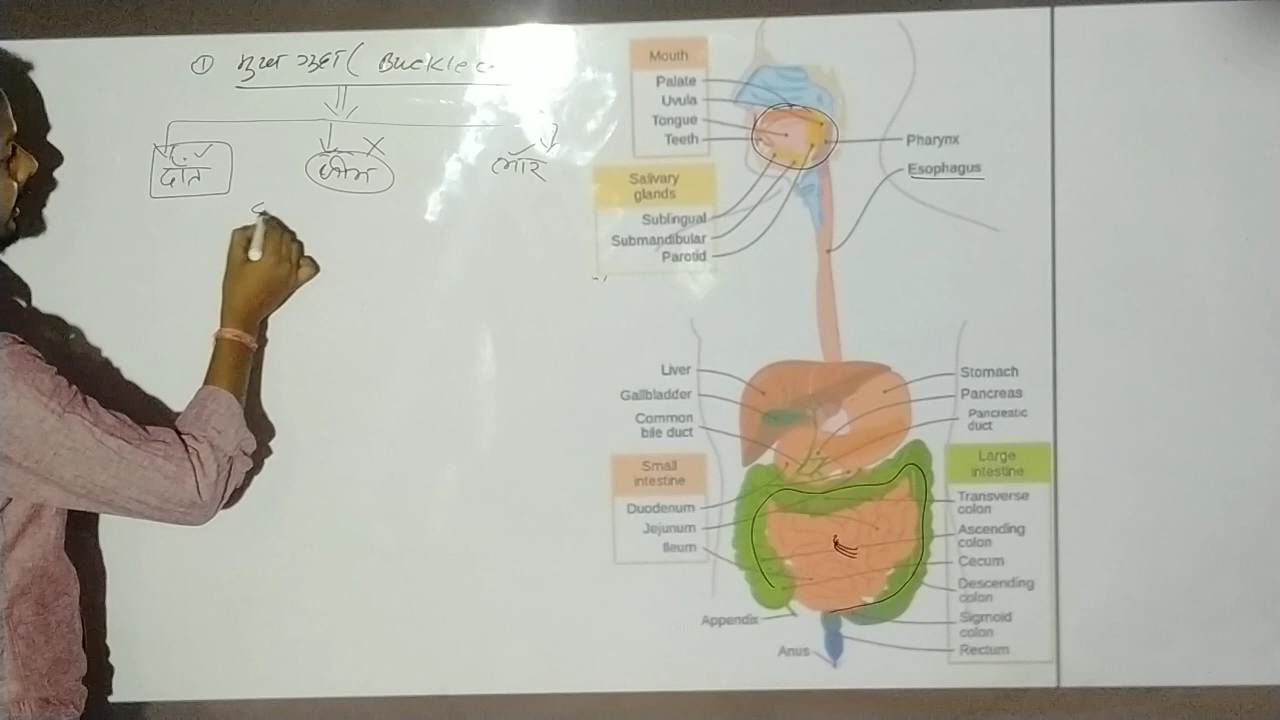 ① मुख गुहा ( Buckle c
दाँत
जीभ
लार
Mouth
Palate
Uvula
Tongue
Teeth
Salivary
glands
Sublingual
Submandibular
Parotid
Pharynx
Esophagus
Liver
Gallbladder
Common
bile duct
Small
intestine
Duodenum
Jejunum
Ileum
Appendix
Anus
Stomach
Pancreas
Pancreatic
duct
Large
intestine
Transverse
colon
Ascending
colon
Cecum
Descending
colon
Sigmoid
colon
Rectum